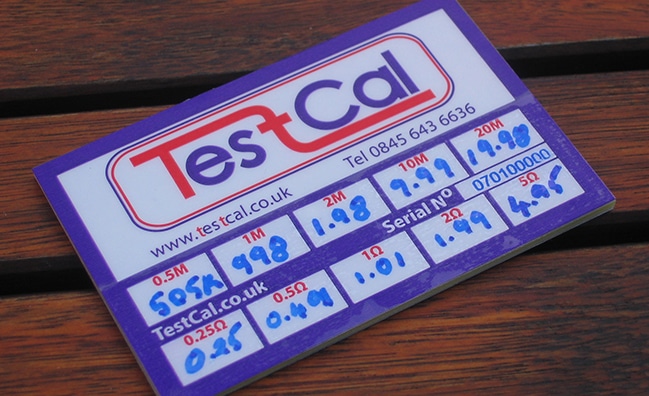 TestCal
www.testcal.co.uk Tel 0845 643 6636
0.5M 1M 2M 10M 20M
505K 998 1.98 9.99 19.98
TestCal.co.uk Serial Nº 070100000
0.25Ω 0.5Ω 1Ω 2Ω 5Ω
0.25 0.49 1.01 1.99 4.95